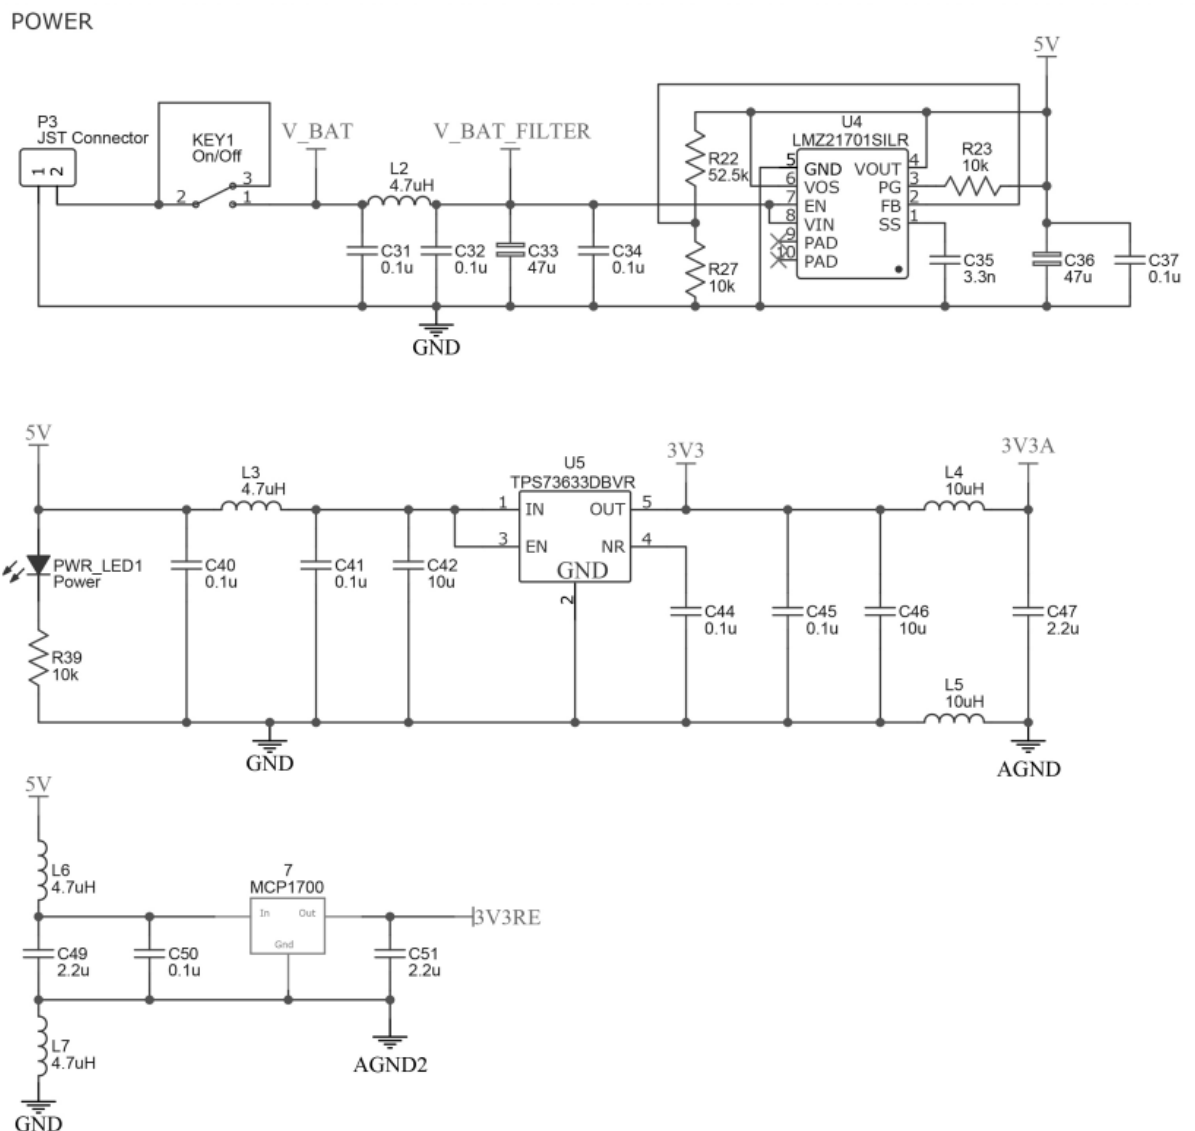 POWER
5V
P3
JST Connector
1 2
KEY1
On/Off
2
3
1
V_BAT
L2
4.7uH
V_BAT_FILTER
C31
0.1u
C32
0.1u
C33
47u
C34
0.1u
GND
R22
52.5k
R27
10k
U4
LMZ21701SILR
5 GND VOUT 4
6 VOS PG 3
7 EN FB 2
8 VIN SS 1
9 PAD
10 PAD
R23
10k
C35
3.3n
C36
47u
C37
0.1u
5V
L3
4.7uH
PWR_LED1
Power
R39
10k
C40
0.1u
C41
0.1u
C42
10u
U5
TPS73633DBVR
1 IN OUT 5
3 EN NR 4
GND
2
3V3
C44
0.1u
C45
0.1u
C46
10u
L4
10uH
3V3A
C47
2.2u
L5
10uH
GND
AGND
5V
L6
4.7uH
C49
2.2u
C50
0.1u
7
MCP1700
In Out
Gnd
C51
2.2u
3V3RE
L7
4.7uH
AGND2
GND